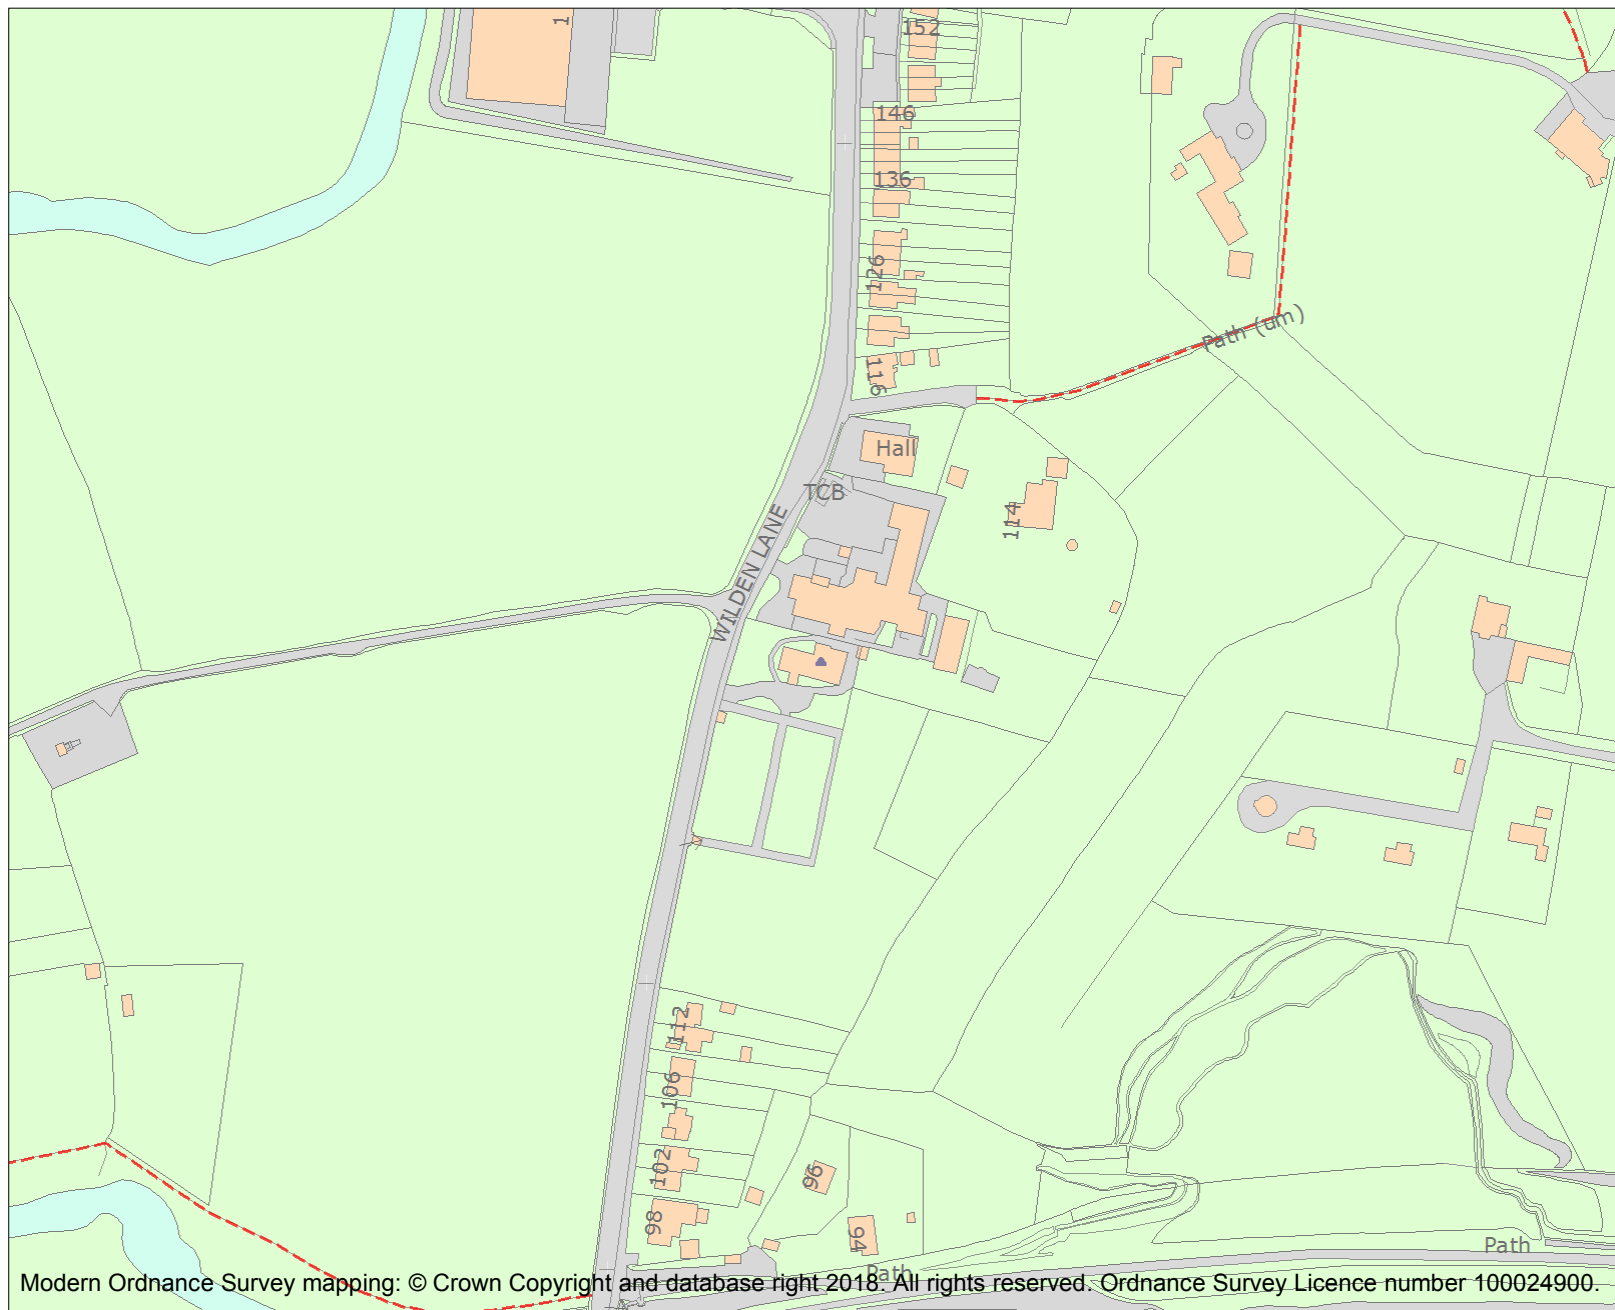 1
152
146
136
126
Path (um)
116
Hall
TCB
114
WILDEN LANE
112
106
102
96
98
94
Path
Path
Modern Ordnance Survey mapping: © Crown Copyright and database right 2018. All rights reserved. Ordnance Survey Licence number 100024900.